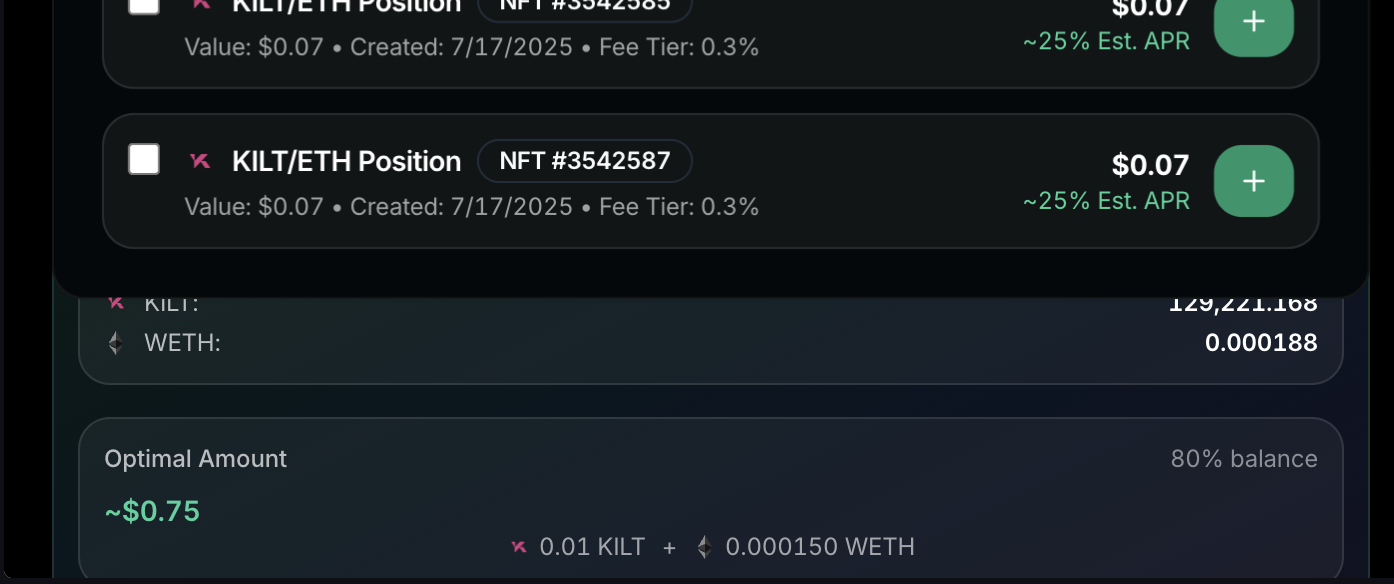 KILT/ETH Position NFT #3542585 $0.07
Value: $0.07 • Created: 7/17/2025 • Fee Tier: 0.3% ~25% Est. APR +
KILT/ETH Position NFT #3542587 $0.07
Value: $0.07 • Created: 7/17/2025 • Fee Tier: 0.3% ~25% Est. APR +
KILT: 129,221.168
WETH: 0.000188
Optimal Amount 80% balance
~$0.75
0.01 KILT + 0.000150 WETH